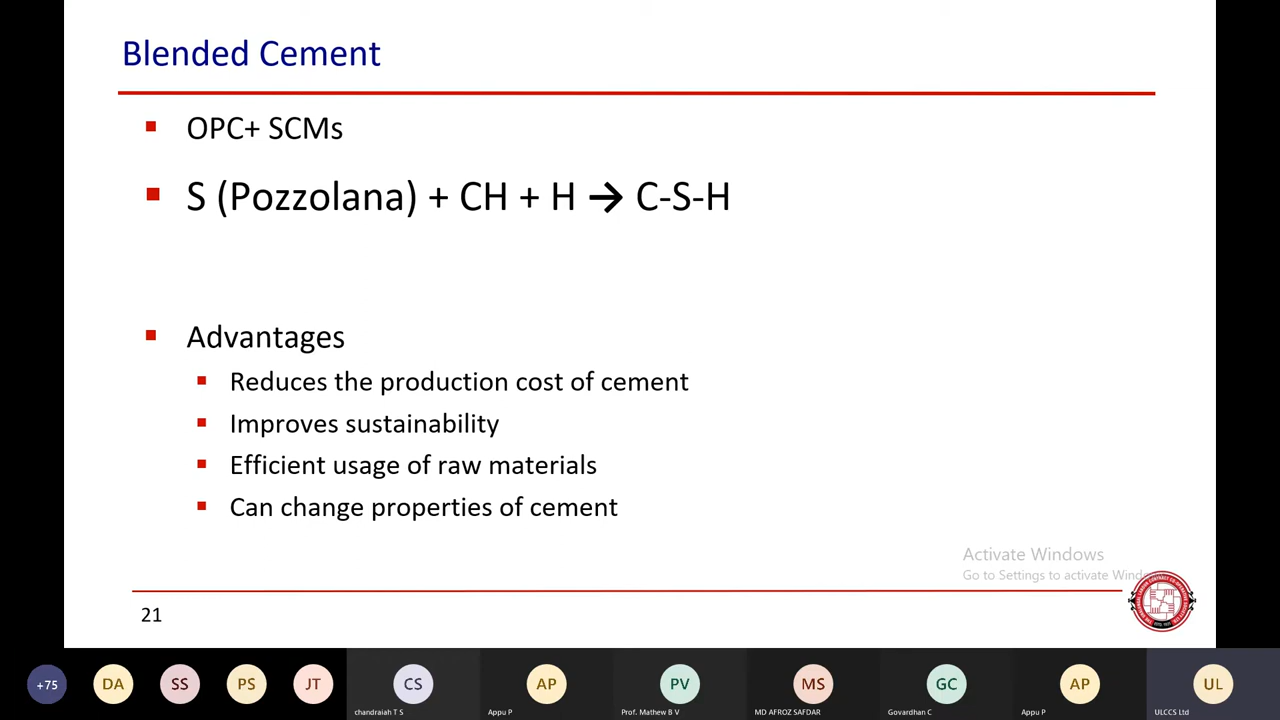 Blended Cement
OPC+ SCMs
S (Pozzolana) + CH + H → C-S-H
Advantages
Reduces the production cost of cement
Improves sustainability
Efficient usage of raw materials
Can change properties of cement
Activate Windows
Go to Settings to activate
21
+75
DA
SS
PS
JT
CS
AP
PV
MS
GC
AP
UL
chandraiah T S
Appu P
Prof. Mathew B V
MD AFROZ SAFDAR
Govardhan C
Appu P
ULCCS Ltd